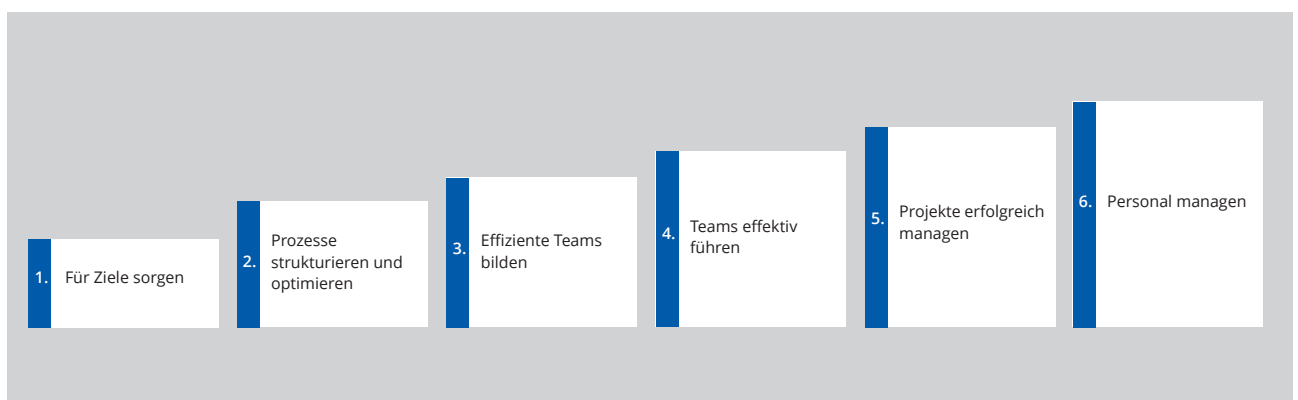 1. Für Ziele sorgen
2. Prozesse
strukturieren und
optimieren
3. Effiziente Teams
bilden
4. Teams effektiv
führen
5. Projekte erfolgreich
managen
6. Personal managen